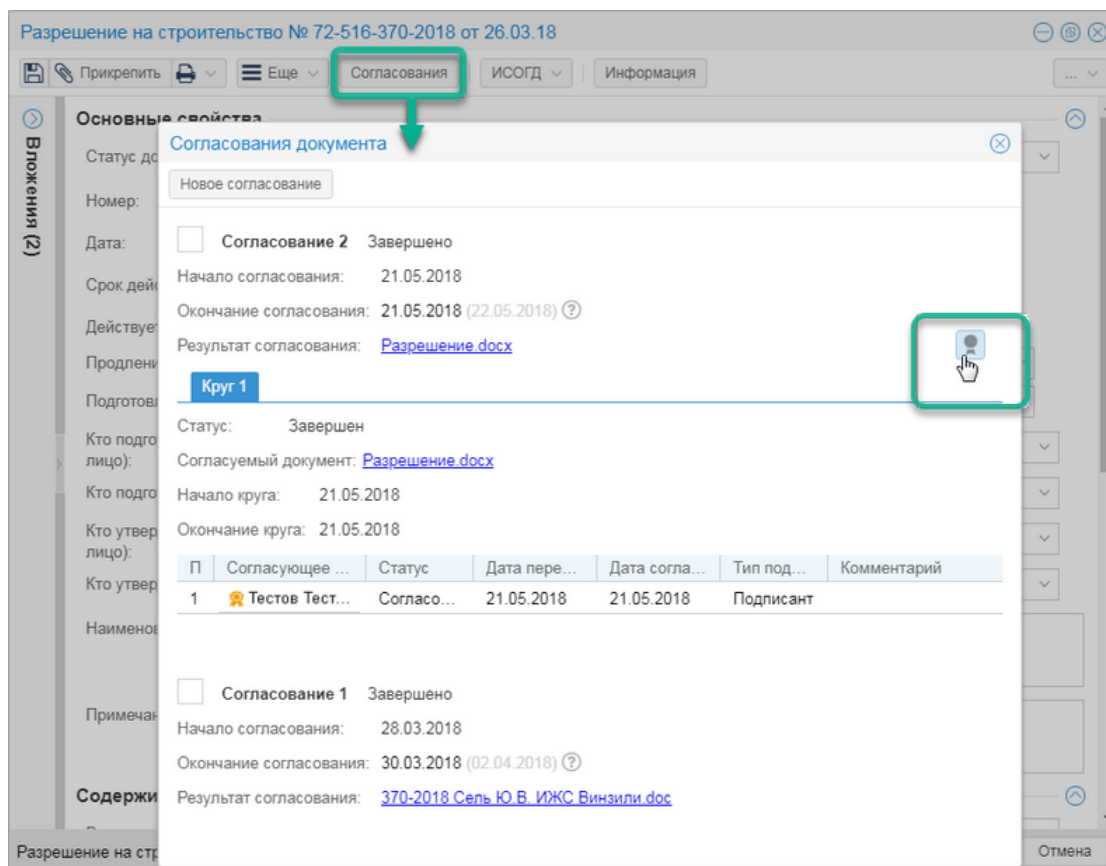 Разрешение на строительство № 72-516-370-2018 от 26.03.18
Прикрепить Еще Согласования ИСОГД Информация ...
Вложения (2)
Основные свойства
Статус до
Номер:
Дата:
Срок дейс
Действует
Продлени
Подготовл
Кто подго
лицо):
Кто подго
Кто утвер
лицо):
Кто утвер
Наименов
Примечан
Содержи
Согласования документа
Новое согласование
Согласование 2 Завершено
Начало согласования: 21.05.2018
Окончание согласования: 21.05.2018 (22.05.2018) ?
Результат согласования: Разрешение.docx
Круг 1
Статус: Завершен
Согласуемый документ: Разрешение.docx
Начало круга: 21.05.2018
Окончание круга: 21.05.2018
П Согласующее ... Статус Дата пере... Дата согла... Тип под... Комментарий
1 Тестов Тест... Согласо... 21.05.2018 21.05.2018 Подписант
Согласование 1 Завершено
Начало согласования: 28.03.2018
Окончание согласования: 30.03.2018 (02.04.2018) ?
Результат согласования: 370-2018 Сель Ю.В. ИЖС Винзили.doc
Разрешение на стр
Отмена